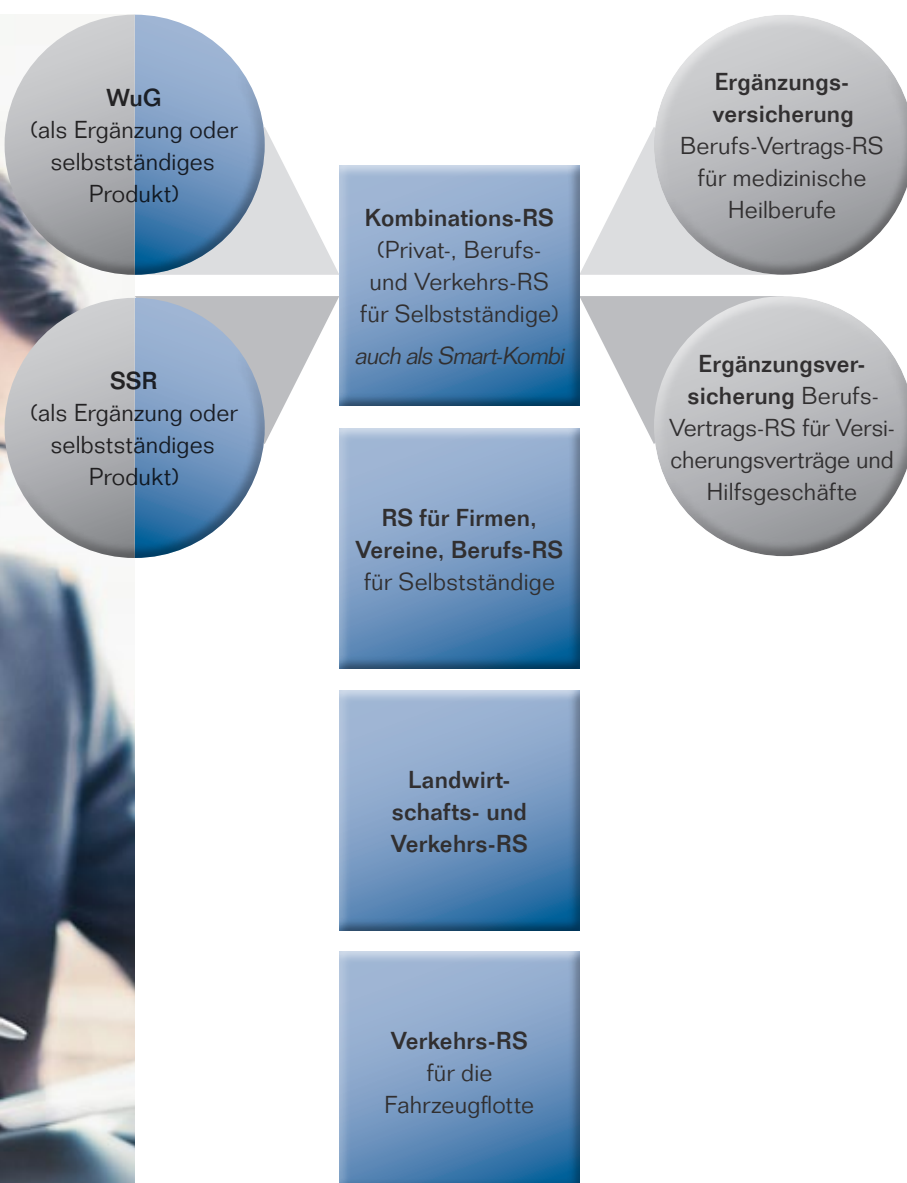 WuG
(als Ergänzung oder
selbstständiges
Produkt)
SSR
(als Ergänzung oder
selbstständiges
Produkt)
Kombinations-RS
(Privat-, Berufs-
und Verkehrs-RS
für Selbstständige)
auch als Smart-Kombi
RS für Firmen,
Vereine, Berufs-RS
für Selbstständige
Landwirt-
schafts- und
Verkehrs-RS
Verkehrs-RS
für die
Fahrzeugflotte
Ergänzungs-
versicherung
Berufs-Vertrags-RS
für medizinische
Heilberufe
Ergänzungsver-
sicherung Berufs-
Vertrags-RS für Versi-
cherungsverträge und
Hilfsgeschäfte